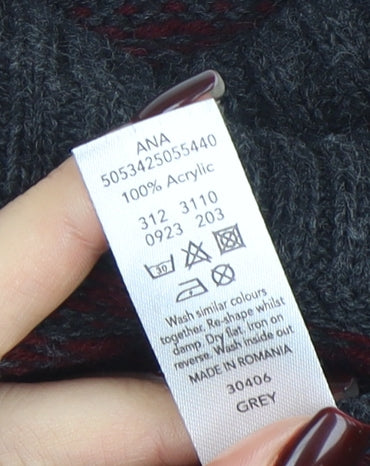 ANA
5053425055440
100% Acrylic
312 3110
0923 203
30
Wash similar colours
together. Re-shape whilst
damp. Dry flat. Iron on
reverse. Wash inside out
MADE IN ROMANIA
30406
GREY